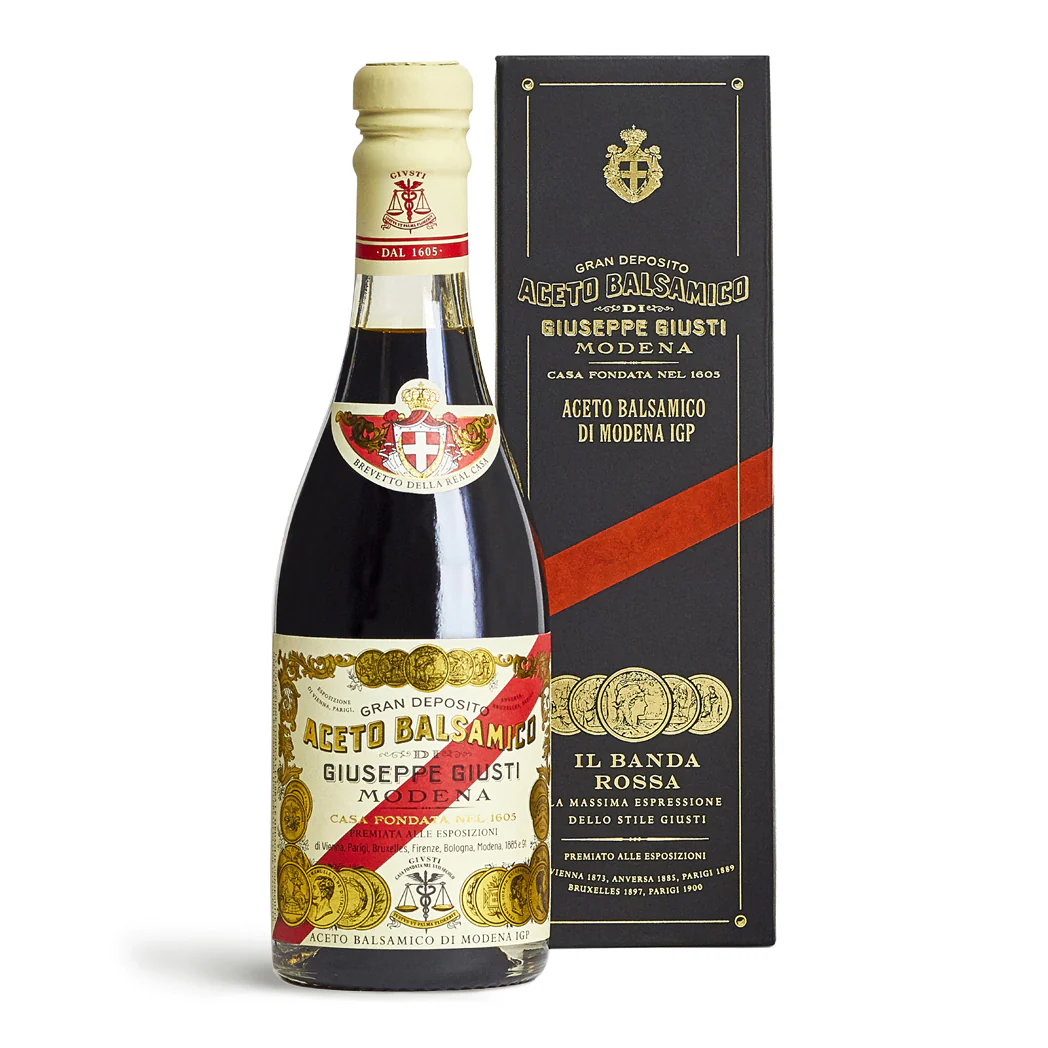 GIVSTI
·DAL 1605·
BREVETTO DELLA REAL CASA
ESPOSIZIONE
DI VIENNA, PARIGI.
GRAN DEPOSITO
ACETO BALSAMICO
DI
GIUSEPPE GIUSTI
MODENA
CASA FONDATA NEL 1605
PREMIATA ALLE ESPOSIZIONI
di Vienna, Parigi, Bruxelles, Firenze, Bologna, Modena, 1885 e 91
GIVSTI
ACETO BALSAMICO DI MODENA IGP
GRAN DEPOSITO
ACETO BALSAMICO
DI
GIUSEPPE GIUSTI
MODENA
CASA FONDATA NEL 1605
ACETO BALSAMICO
DI MODENA IGP
IL BANDA
ROSSA
LA MASSIMA ESPRESSIONE
DELLO STILE GIUSTI
PREMIATO ALLE ESPOSIZIONI
VIENNA 1873, ANVERSA 1885, PARIGI 1889
BRUXELLES 1897, PARIGI 1900